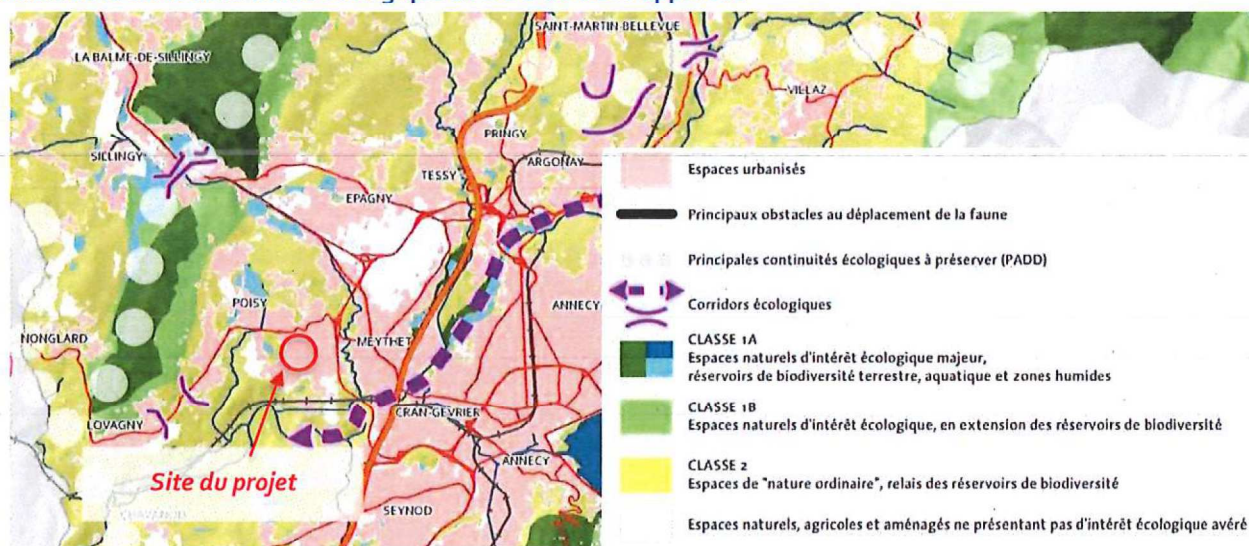 SAINT-MARTIN-BELLEVUE
LA BALME-DE-SILLINGY
VILLAZ
PRINGY
SILLINGY
ARGONAY
TESSY
EPAGNY
ANNECY
POISY
NONGLARD
MEYTHET
CRAN-GEVRIER
LOVAGNY
ANNECY
Site du projet
SEYNOD
CHAVANOD
Espaces urbanisés
Principaux obstacles au déplacement de la faune
Principales continuités écologiques à préserver (PADD)
Corridors écologiques
CLASSE 1A
Espaces naturels d'intérêt écologique majeur,
réservoirs de biodiversité terrestre, aquatique et zones humides
CLASSE 1B
Espaces naturels d'intérêt écologique, en extension des réservoirs de biodiversité
CLASSE 2
Espaces de "nature ordinaire", relais des réservoirs de biodiversité
Espaces naturels, agricoles et aménagés ne présentant pas d'intérêt écologique avéré